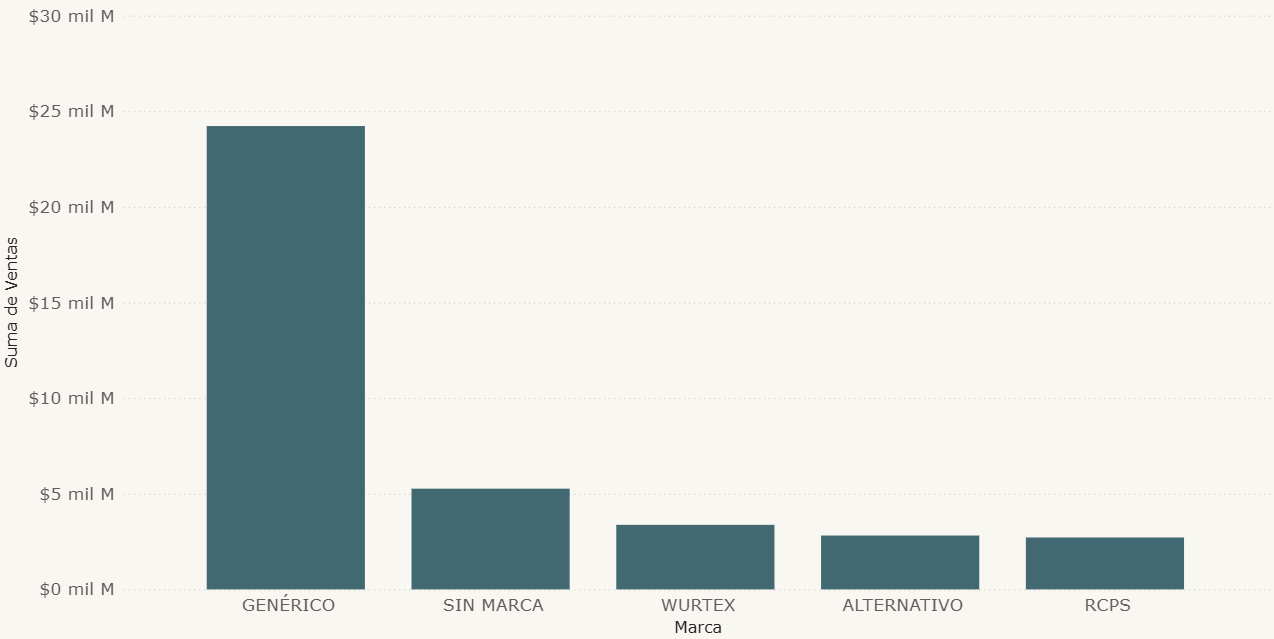 $30 mil M
$25 mil M
$20 mil M
$15 mil M
$10 mil M
$5 mil M
$0 mil M
Suma de Ventas
GENÉRICO SIN MARCA WURTEX ALTERNATIVO RCPS
Marca